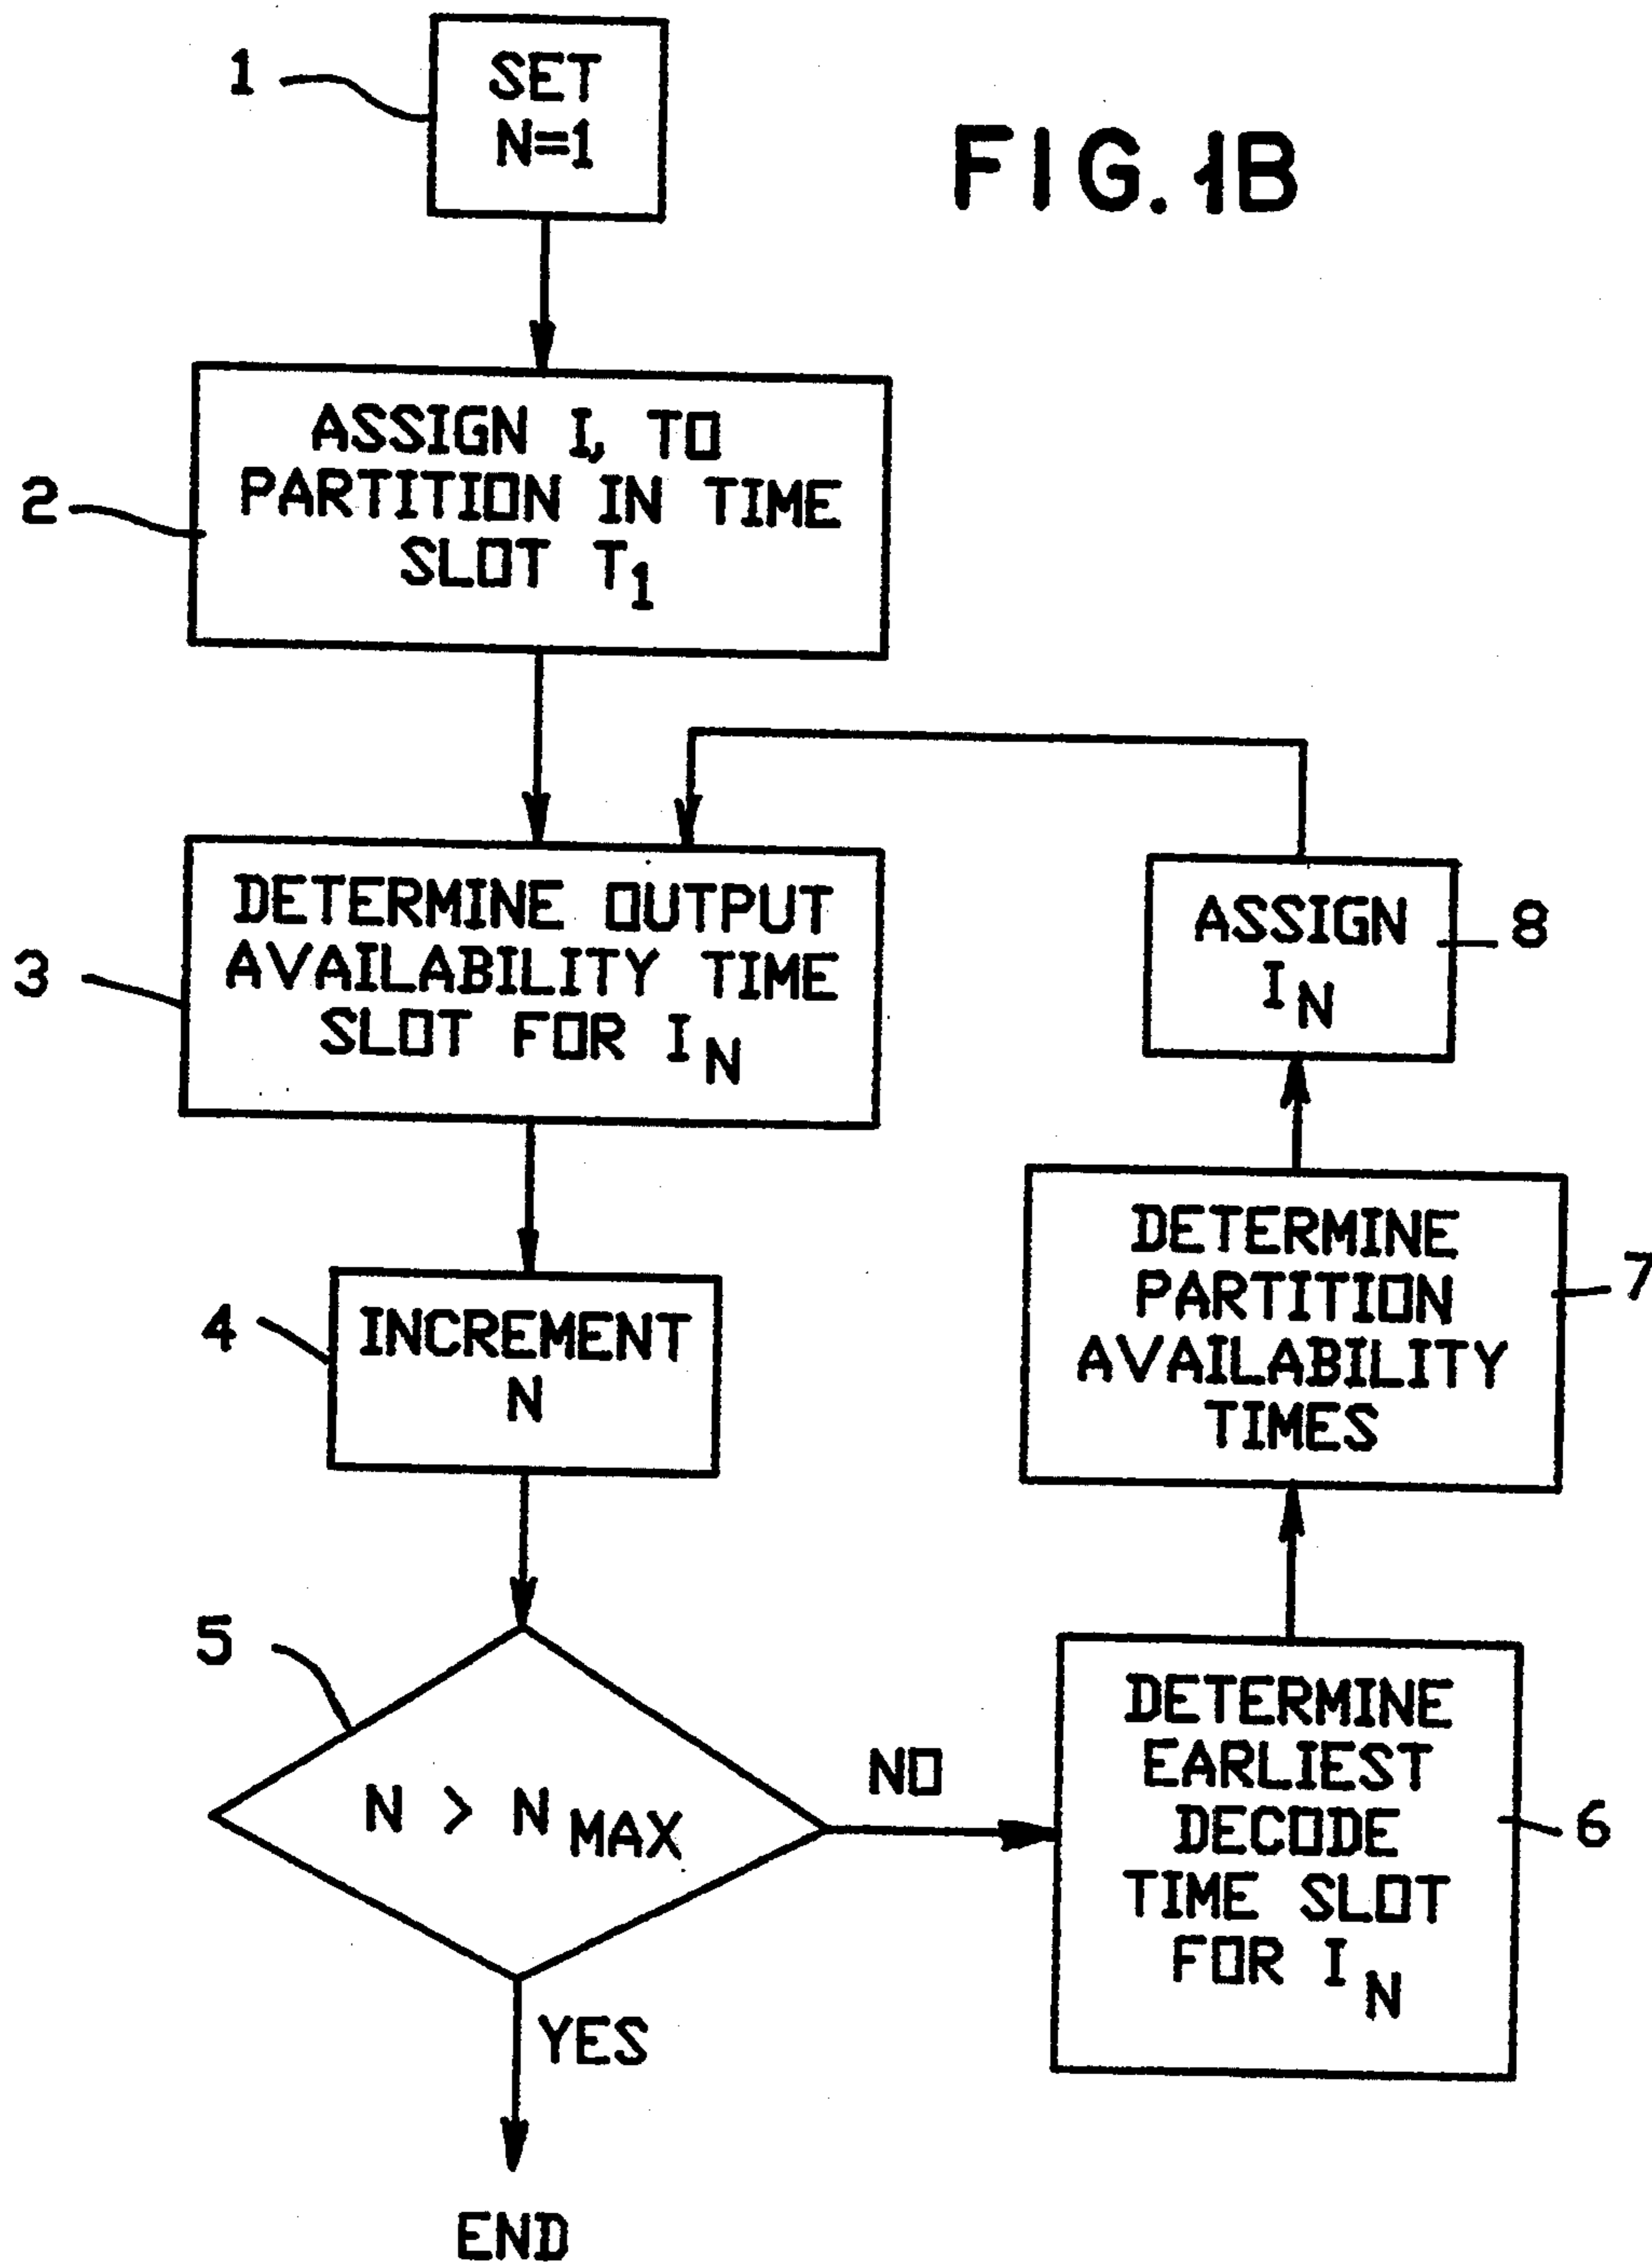 1
SET
N=1
FIG. 1B
2
ASSIGN I, TO
PARTITION IN TIME
SLOT T1
3
DETERMINE OUTPUT
AVAILABILITY TIME
SLOT FOR IN
4
INCREMENT
N
5
N > N MAX
NO
YES
END
6
DETERMINE
EARLIEST
DECODE
TIME SLOT
FOR IN
7
DETERMINE
PARTITION
AVAILABILITY
TIMES
8
ASSIGN
IN